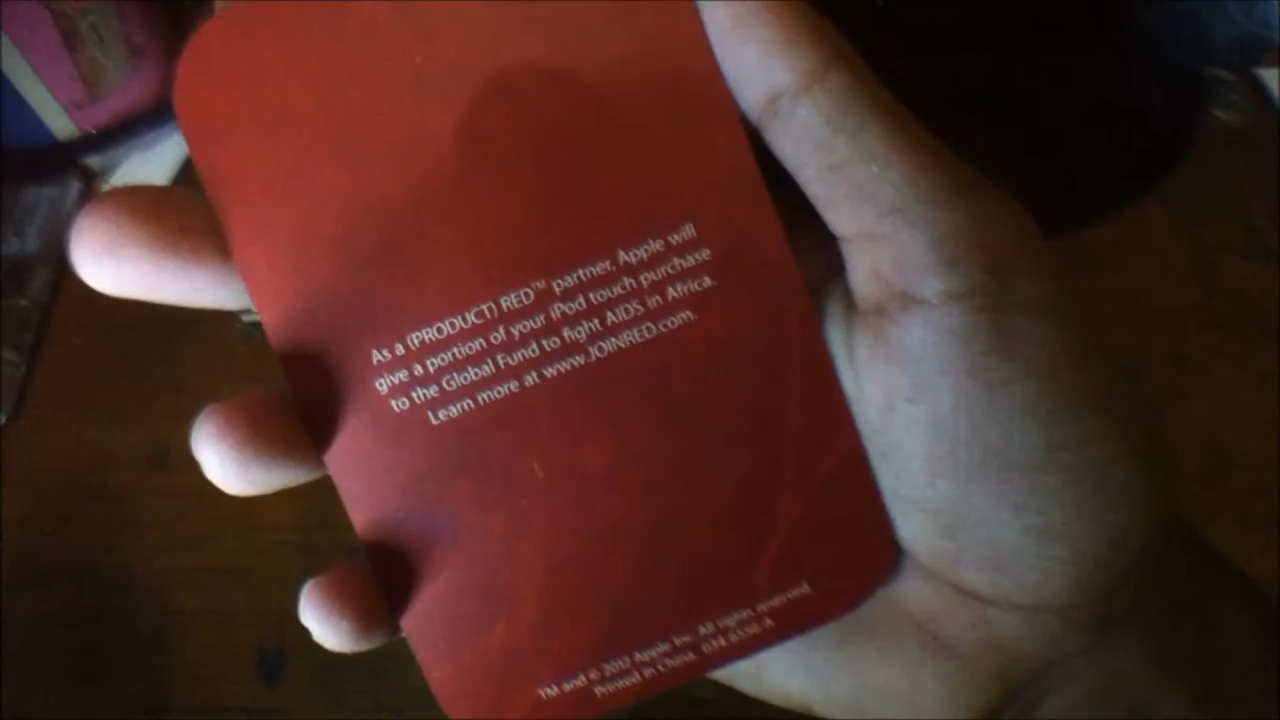 As a (PRODUCT) RED™ partner, Apple will
give a portion of your iPod touch purchase
to the Global Fund to fight AIDS in Africa.
Learn more at www.JOINRED.com.
TM and © 2012 Apple Inc. All rights reserved.
Printed in China.